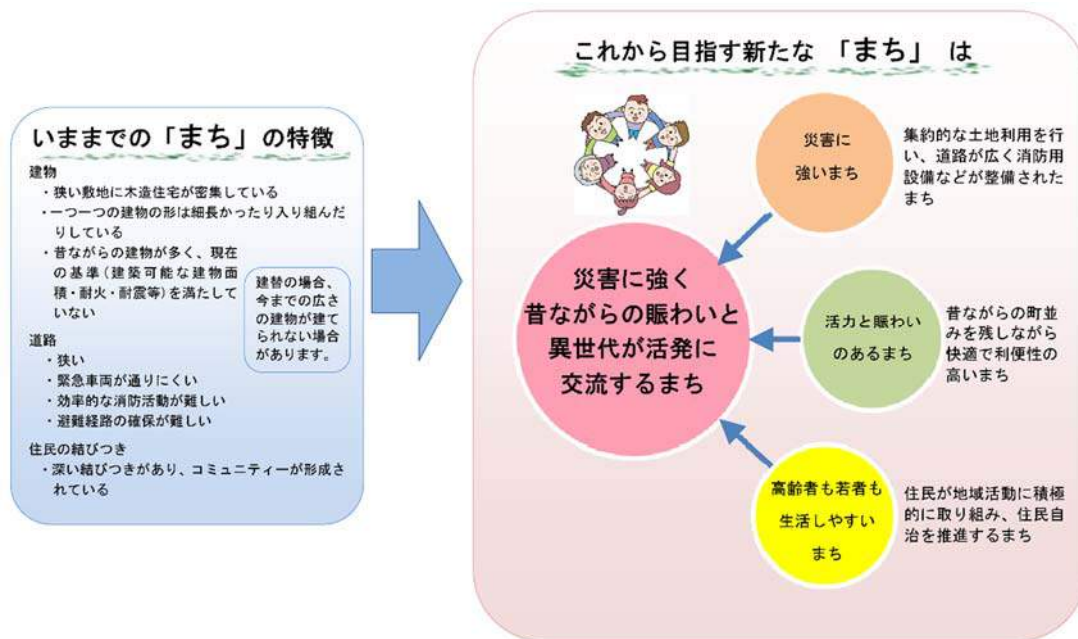 いままでの「まち」の特徴
建物
・狭い敷地に木造住宅が密集している
・一つ一つの建物の形は細長かったり入り組んだ
りしている
・昔ながらの建物が多く、現在
の基準(建築可能な建物面
積・耐火・耐震等)を満たして
いない
建替の場合、
今までの広さ
の建物が建て
られない場合
があります。
道路
・狭い
・緊急車両が通りにくい
・効率的な消防活動が難しい
・避難経路の確保が難しい
住民の結びつき
・深い結びつきがあり、コミュニティーが形成さ
れている
これから目指す新たな 「まち」 は
災害に
強いまち
集約的な土地利用を行
い、道路が広く消防用
設備などが整備された
まち
災害に強く
昔ながらの賑わいと
異世代が活発に
交流するまち
活力と賑わい
のあるまち
昔ながらの町並
みを残しながら
快適で利便性の
高いまち
高齢者も若者も
生活しやすい
まち
住民が地域活動に積極
的に取り組み、住民自
治を推進するまち